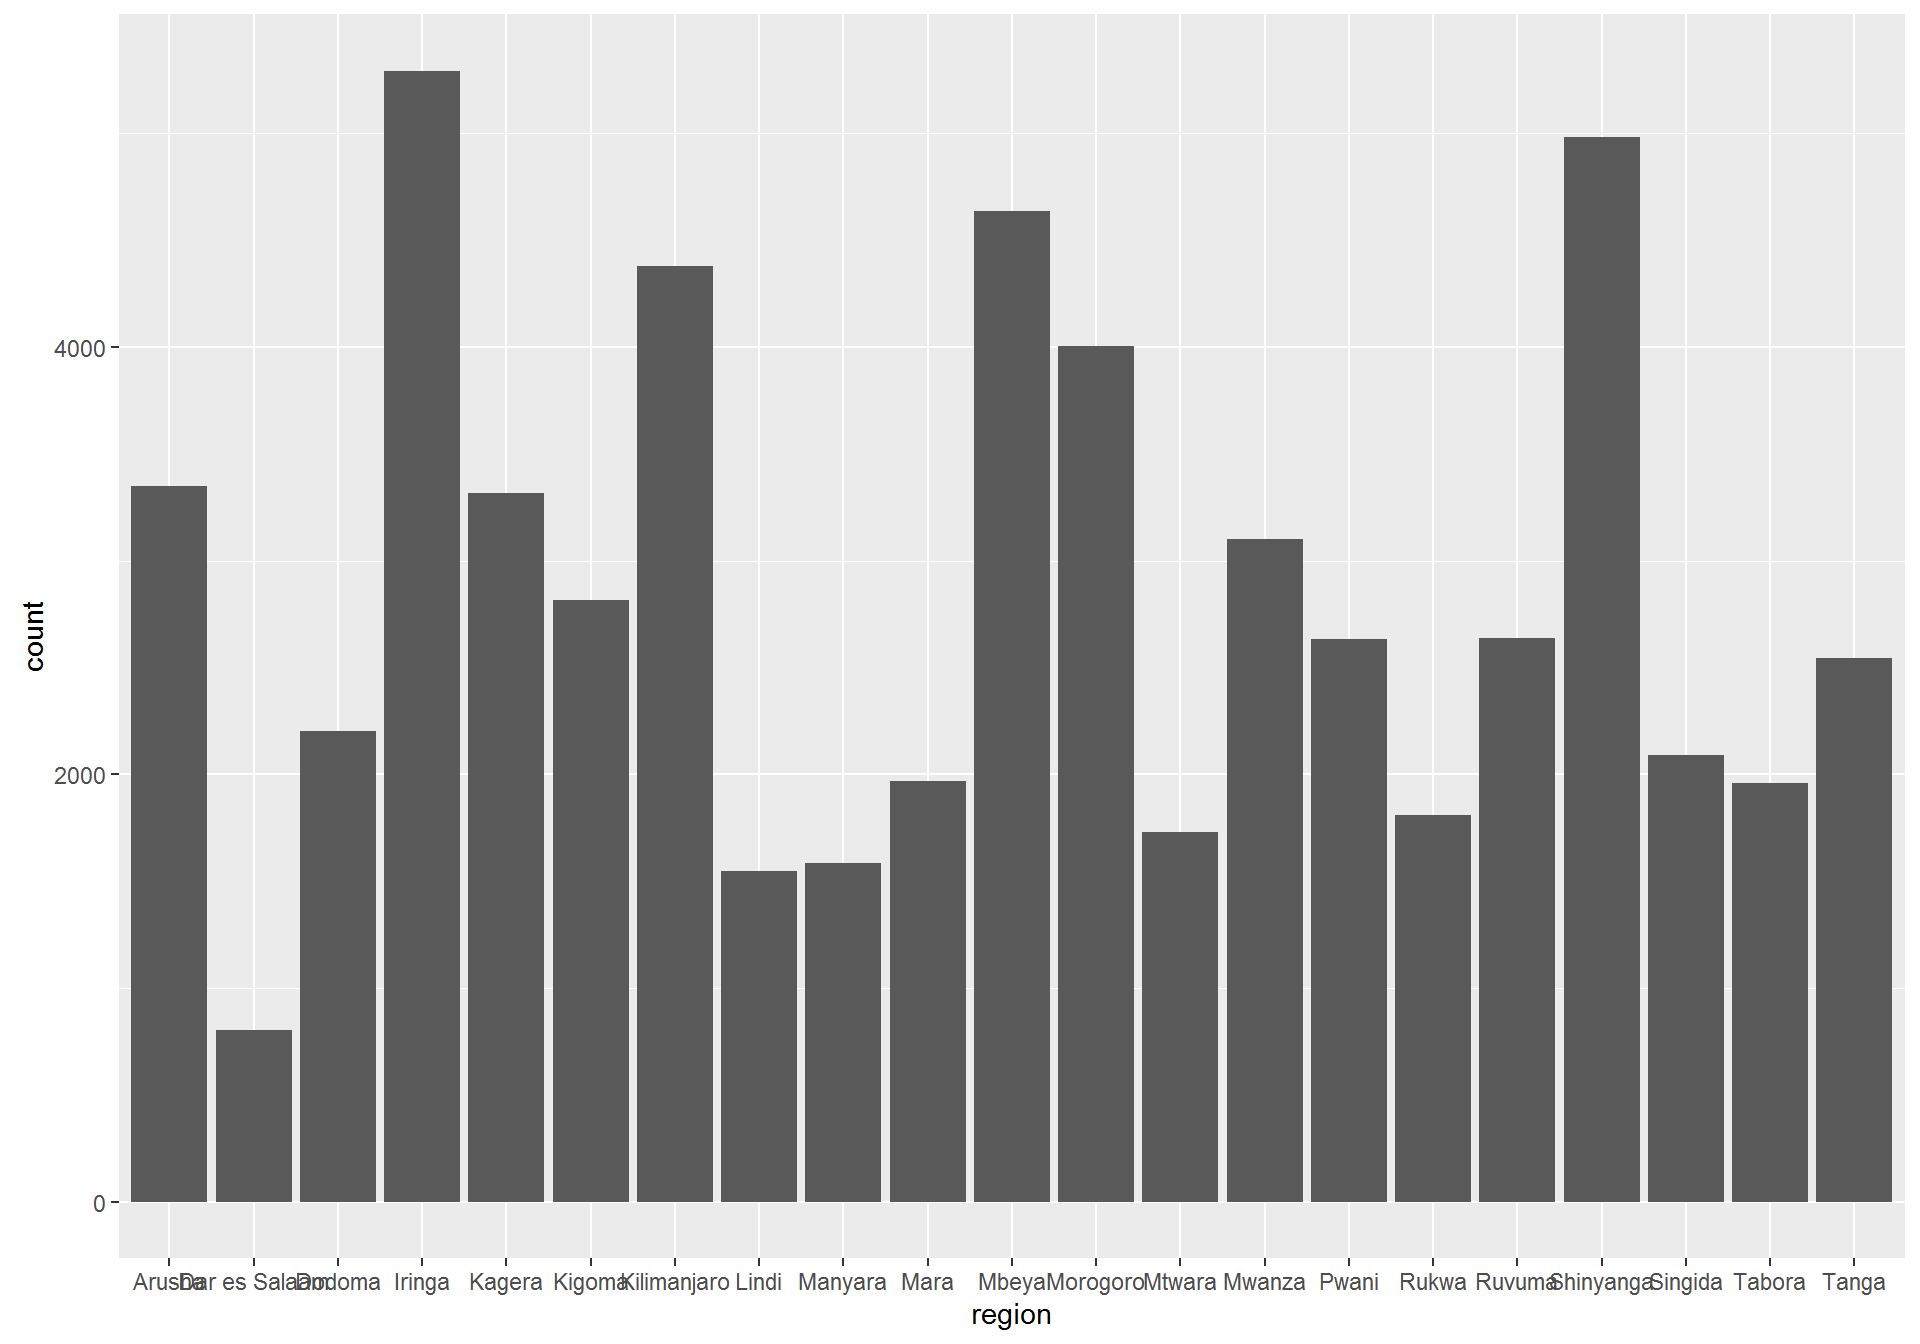 count
4000
2000
0
Arusha Dar es Salaam Dodoma Iringa Kagera Kigoma Kilimanjaro Lindi Manyara Mara Mbeya Morogoro Mtwara Mwanza Pwani Rukwa Ruvuma Shinyanga Singida Tabora Tanga
region